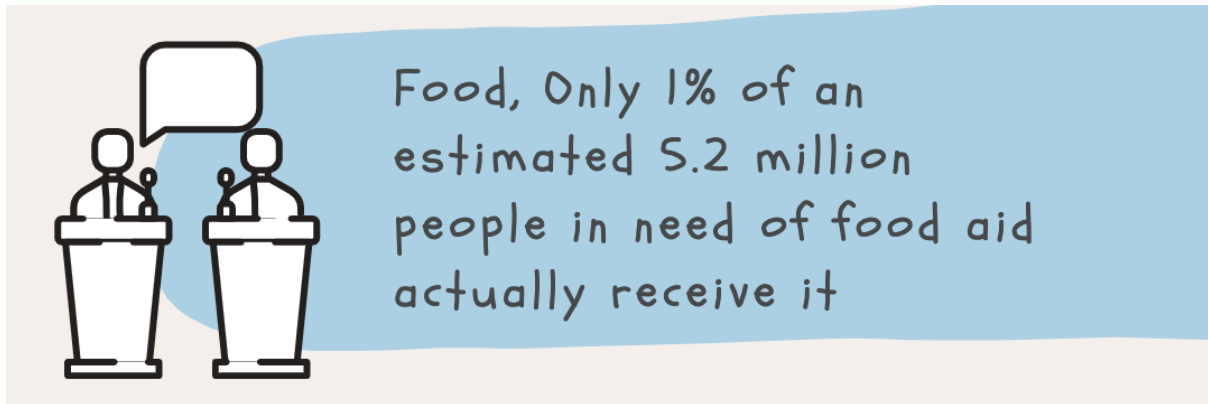 Food, Only 1% of an
estimated 5.2 million
people in need of food aid
actually receive it